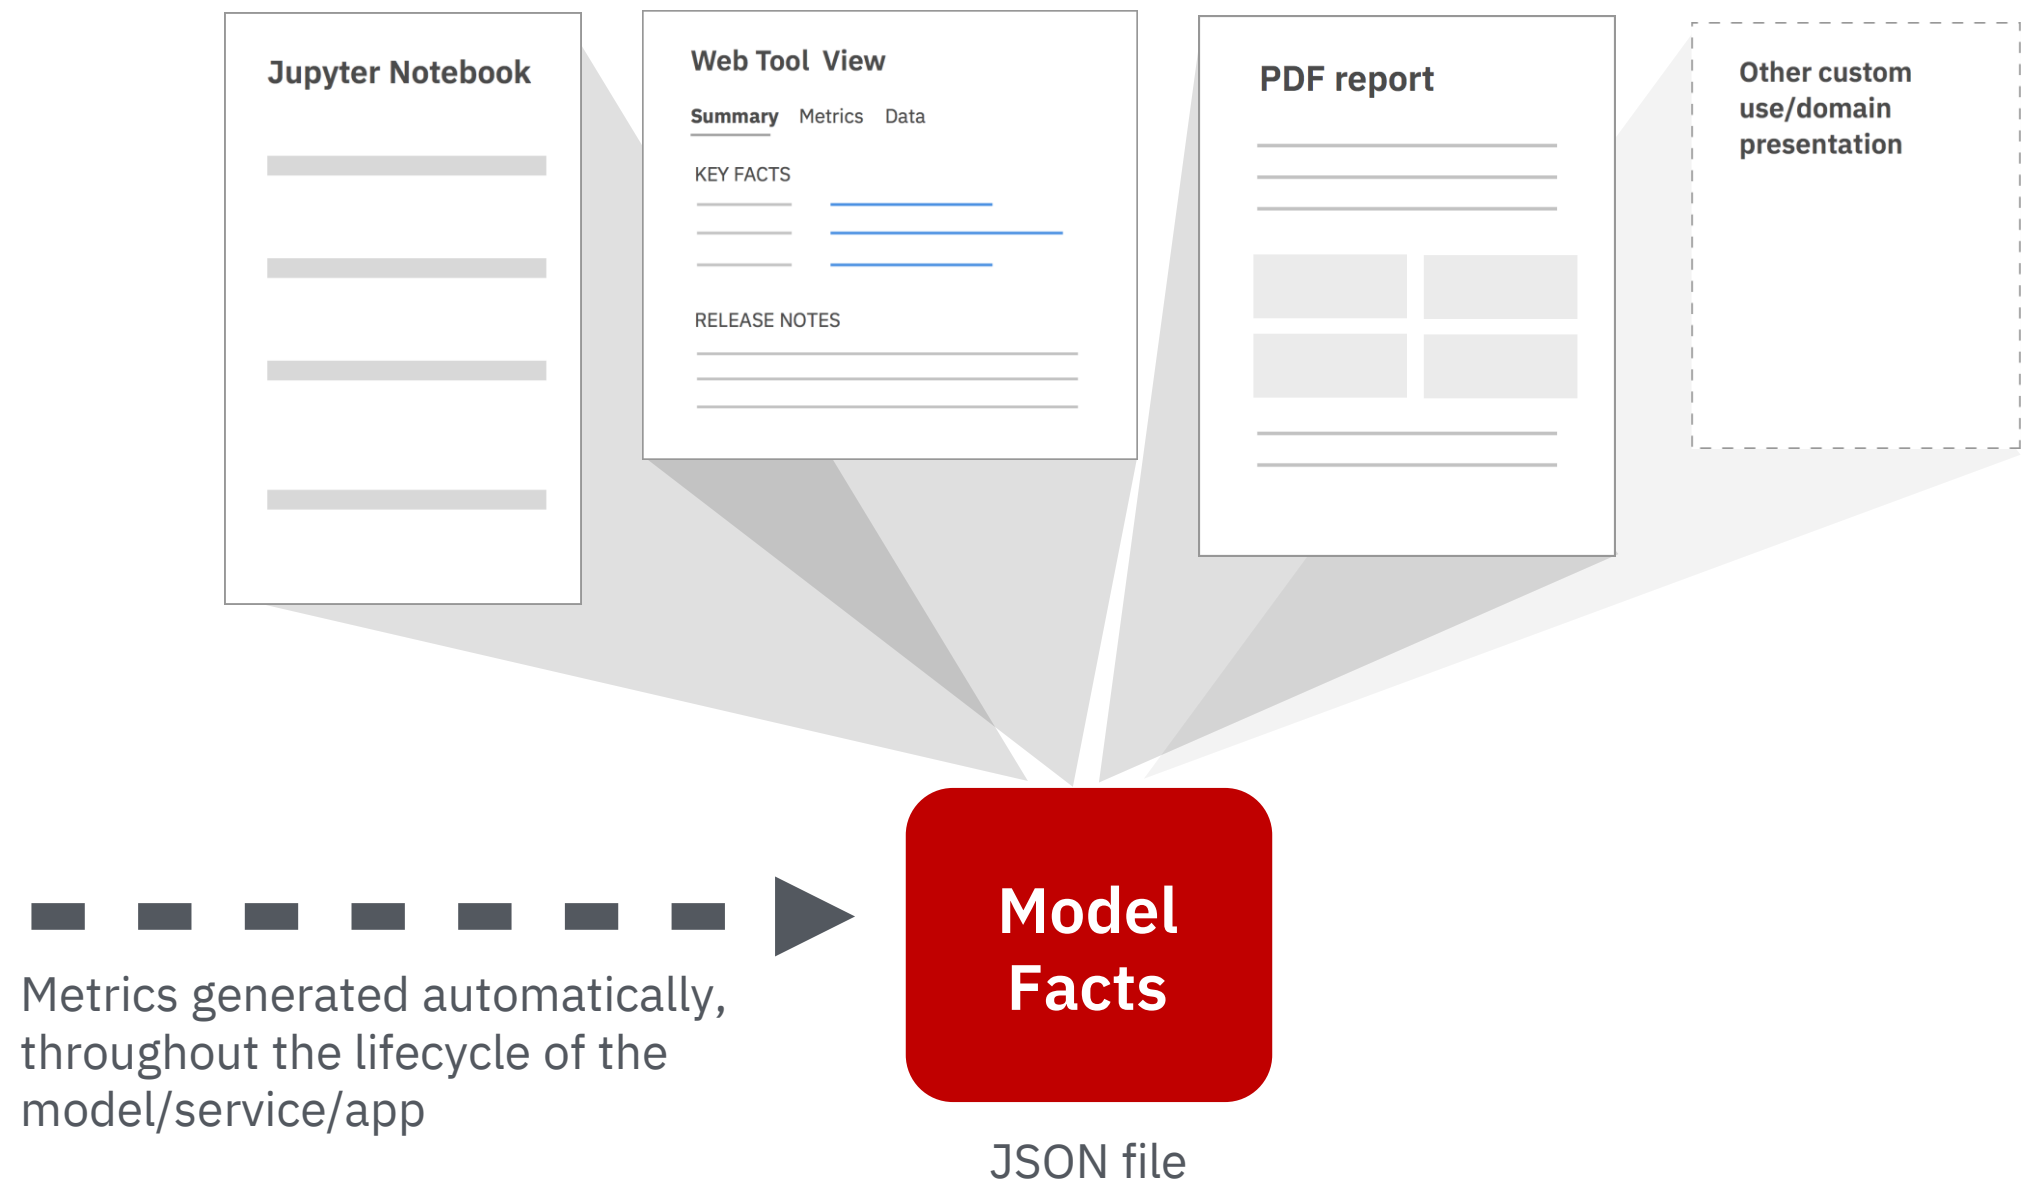 Jupyter Notebook
Web Tool View
Summary Metrics Data
KEY FACTS
RELEASE NOTES
PDF report
Other custom
use/domain
presentation
Model
Facts
JSON file
Metrics generated automatically,
throughout the lifecycle of the
model/service/app